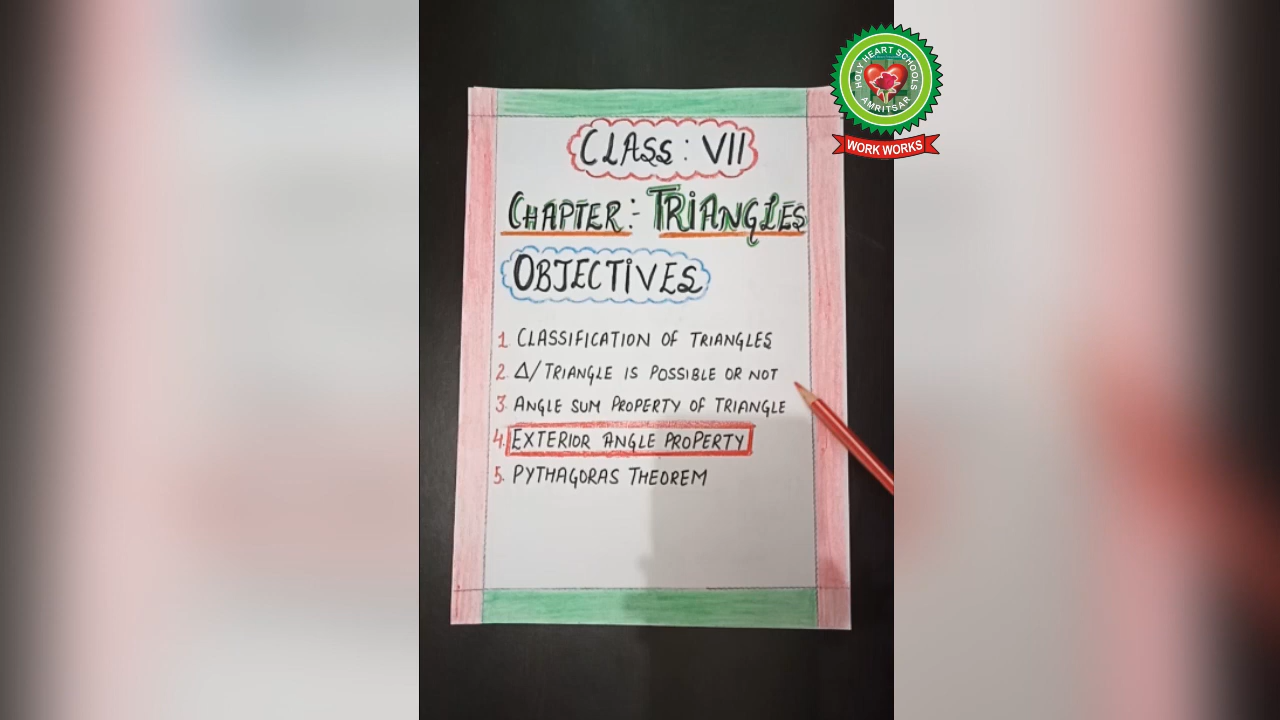 HOLY HEART SCHOOLS
AMRITSAR
WORK WORKS
CLASS: VII
CHAPTER:- TRIANGLES
OBJECTIVES
1. CLASSIFICATION OF TRIANGLES
2. Δ/TRIANGLE IS POSSIBLE OR NOT
3. ANGLE SUM PROPERTY OF TRIANGLE
4. EXTERIOR ANGLE PROPERTY
5. PYTHAGORAS THEOREM